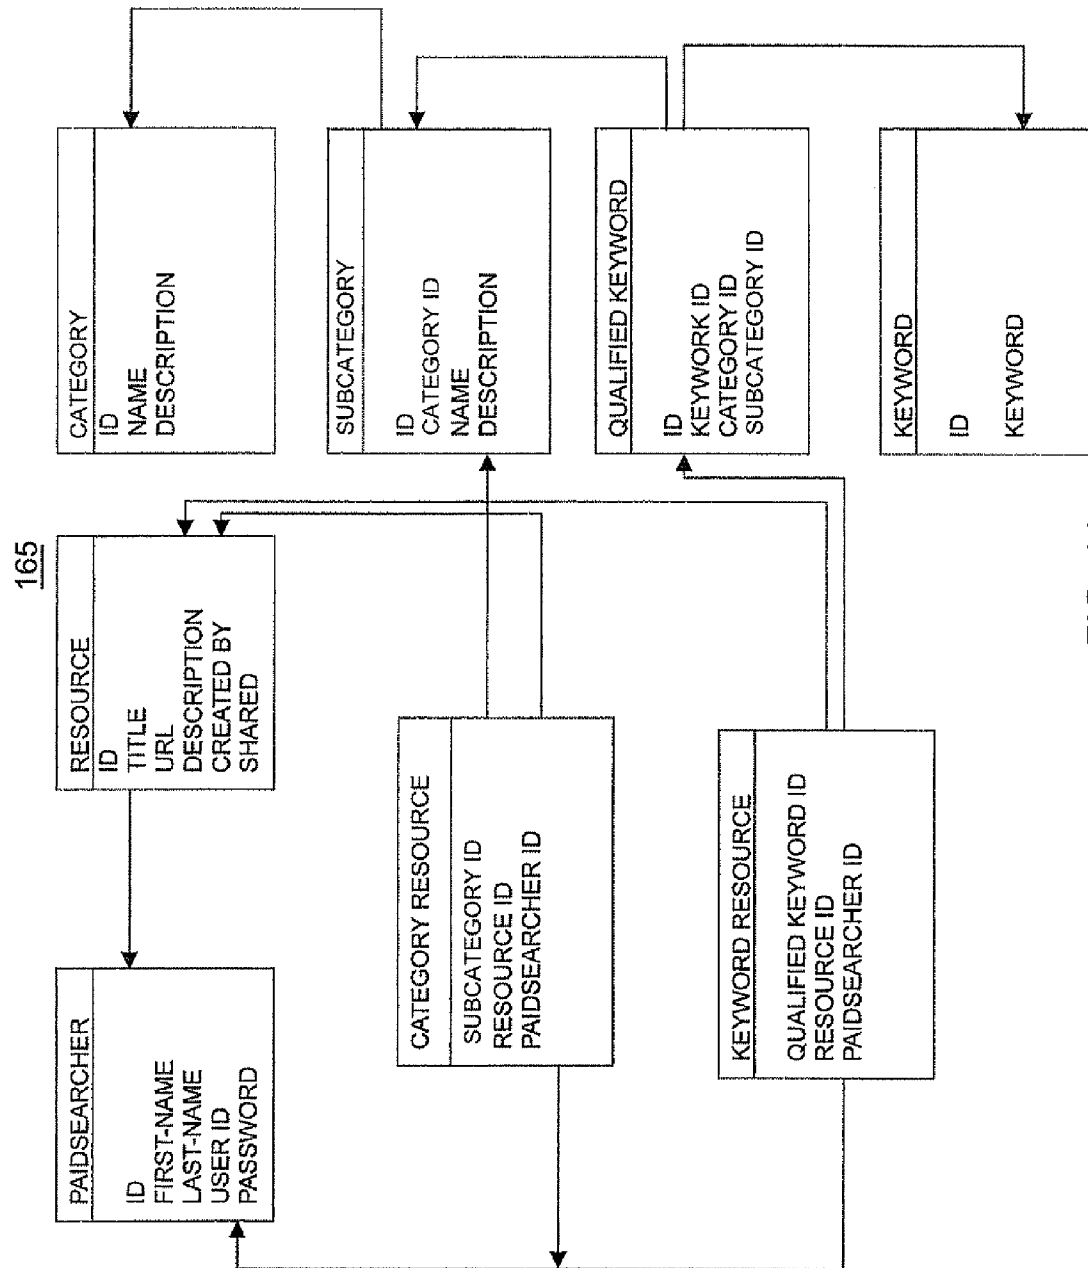 165
PAIDSEARCHER
ID
FIRST-NAME
LAST-NAME
USER ID
PASSWORD
RESOURCE
ID
TITLE
URL
DESCRIPTION
CREATED BY
SHARED
CATEGORY
ID
NAME
DESCRIPTION
CATEGORY RESOURCE
SUBCATEGORY ID
RESOURCE ID
PAIDSEARCHER ID
SUBCATEGORY
ID
CATEGORY ID
NAME
DESCRIPTION
KEYWORD RESOURCE
QUALIFIED KEYWORD ID
RESOURCE ID
PAIDSEARCHER ID
QUALIFIED KEYWORD
ID
KEYWORK ID
CATEGORY ID
SUBCATEGORY ID
KEYWORD
ID
KEYWORD